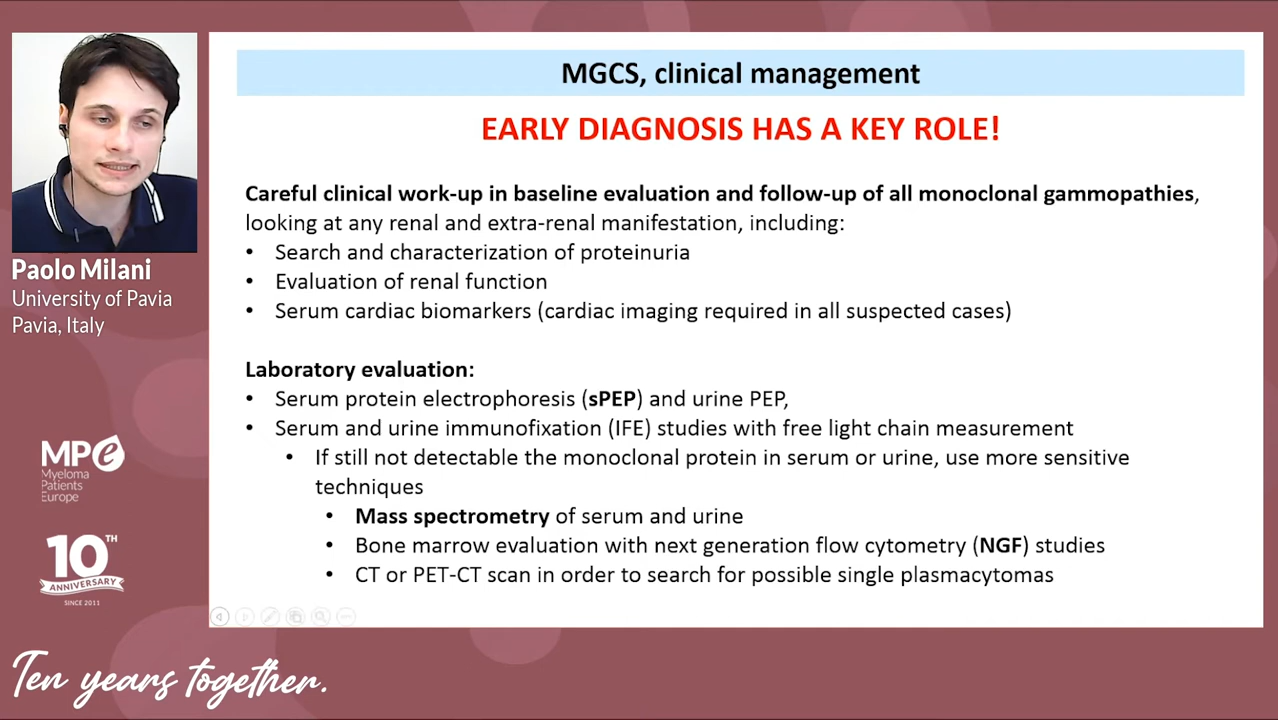 MGCS, clinical management
EARLY DIAGNOSIS HAS A KEY ROLE!
Careful clinical work-up in baseline evaluation and follow-up of all monoclonal gammopathies,
looking at any renal and extra-renal manifestation, including:
• Search and characterization of proteinuria
• Evaluation of renal function
• Serum cardiac biomarkers (cardiac imaging required in all suspected cases)
Laboratory evaluation:
• Serum protein electrophoresis (sPEP) and urine PEP,
• Serum and urine immunofixation (IFE) studies with free light chain measurement
• If still not detectable the monoclonal protein in serum or urine, use more sensitive
techniques
• Mass spectrometry of serum and urine
• Bone marrow evaluation with next generation flow cytometry (NGF) studies
• CT or PET-CT scan in order to search for possible single plasmacytomas
Paolo Milani
University of Pavia
Pavia, Italy
MPe
Myeloma
Patients
Europe
10TH
ANNIVERSARY
SINCE 2011
Ten years together.